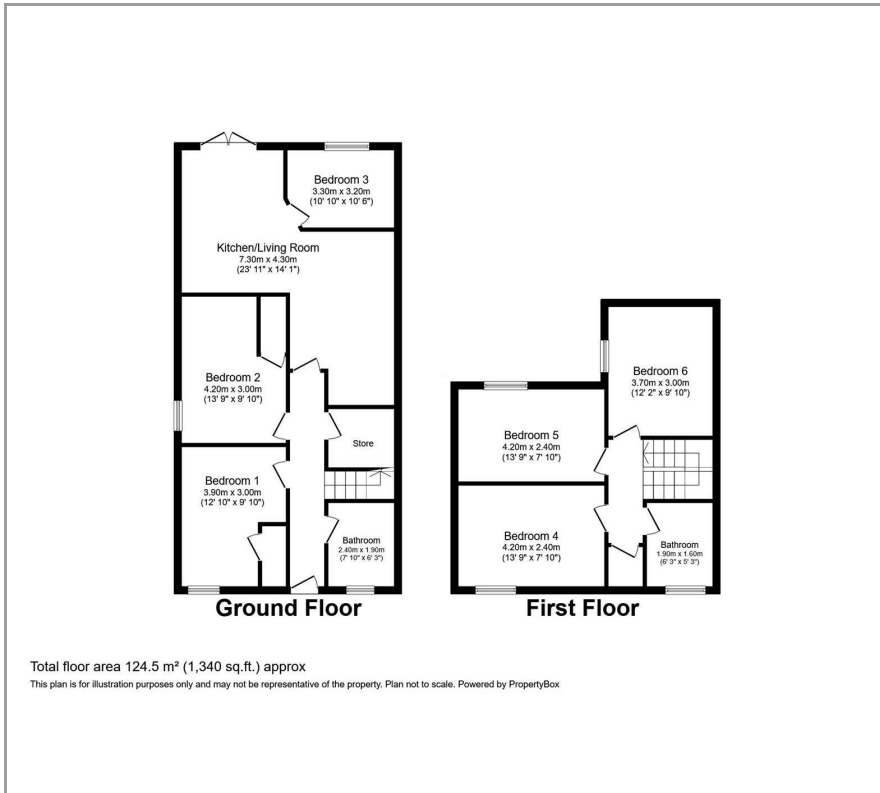 Bedroom 3
3.30m x 3.20m
(10' 10" x 10' 6")
Kitchen/Living Room
7.30m x 4.30m
(23' 11" x 14' 1")
Bedroom 2
4.20m x 3.00m
(13' 9" x 9' 10")
Store
Bedroom 1
3.90m x 3.00m
(12' 10" x 9' 10")
Bathroom
2.40m x 1.90m
(7' 10" x 6' 3")
Ground Floor
Bedroom 6
3.70m x 3.00m
(12' 2" x 9' 10")
Bedroom 5
4.20m x 2.40m
(13' 9" x 7' 10")
Bedroom 4
4.20m x 2.40m
(13' 9" x 7' 10")
Bathroom
1.90m x 1.60m
(6' 3" x 5' 3")
First Floor
Total floor area 124.5 m² (1,340 sq.ft.) approx
This plan is for illustration purposes only and may not be representative of the property. Plan not to scale. Powered by PropertyBox